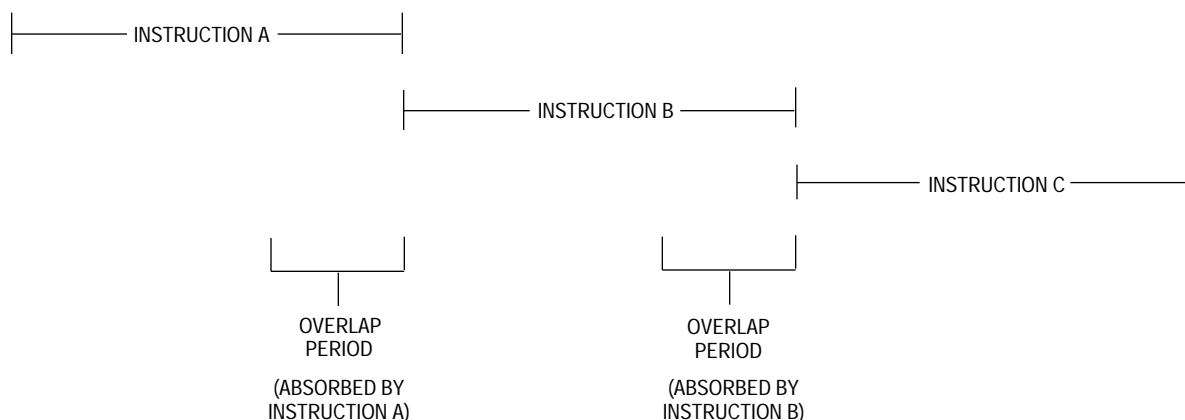 INSTRUCTION A
INSTRUCTION B
INSTRUCTION C
OVERLAP
PERIOD
(ABSORBED BY
INSTRUCTION A)
OVERLAP
PERIOD
(ABSORBED BY
INSTRUCTION B)